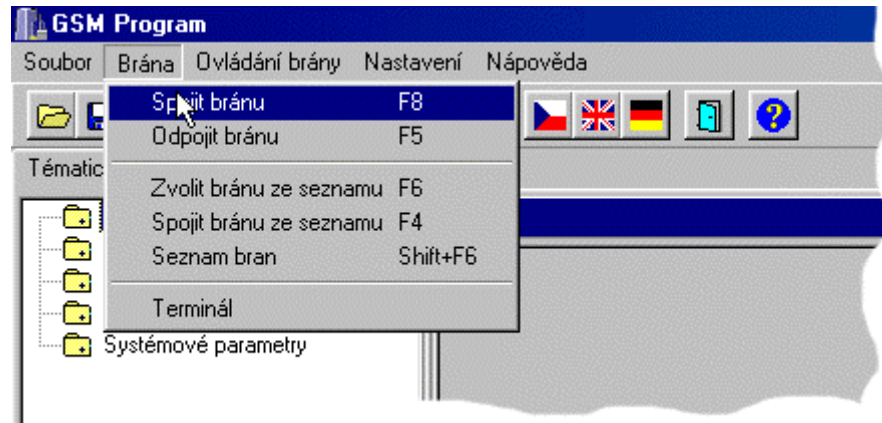 GSM Program
Soubor Brána Ovládání brány Nastavení Nápověda
Spojit bránu F8
Odpojit bránu F5
Tématic
Zvolit bránu ze seznamu F6
Spojit bránu ze seznamu F4
Seznam bran Shift+F6
Terminál
Systémové parametry